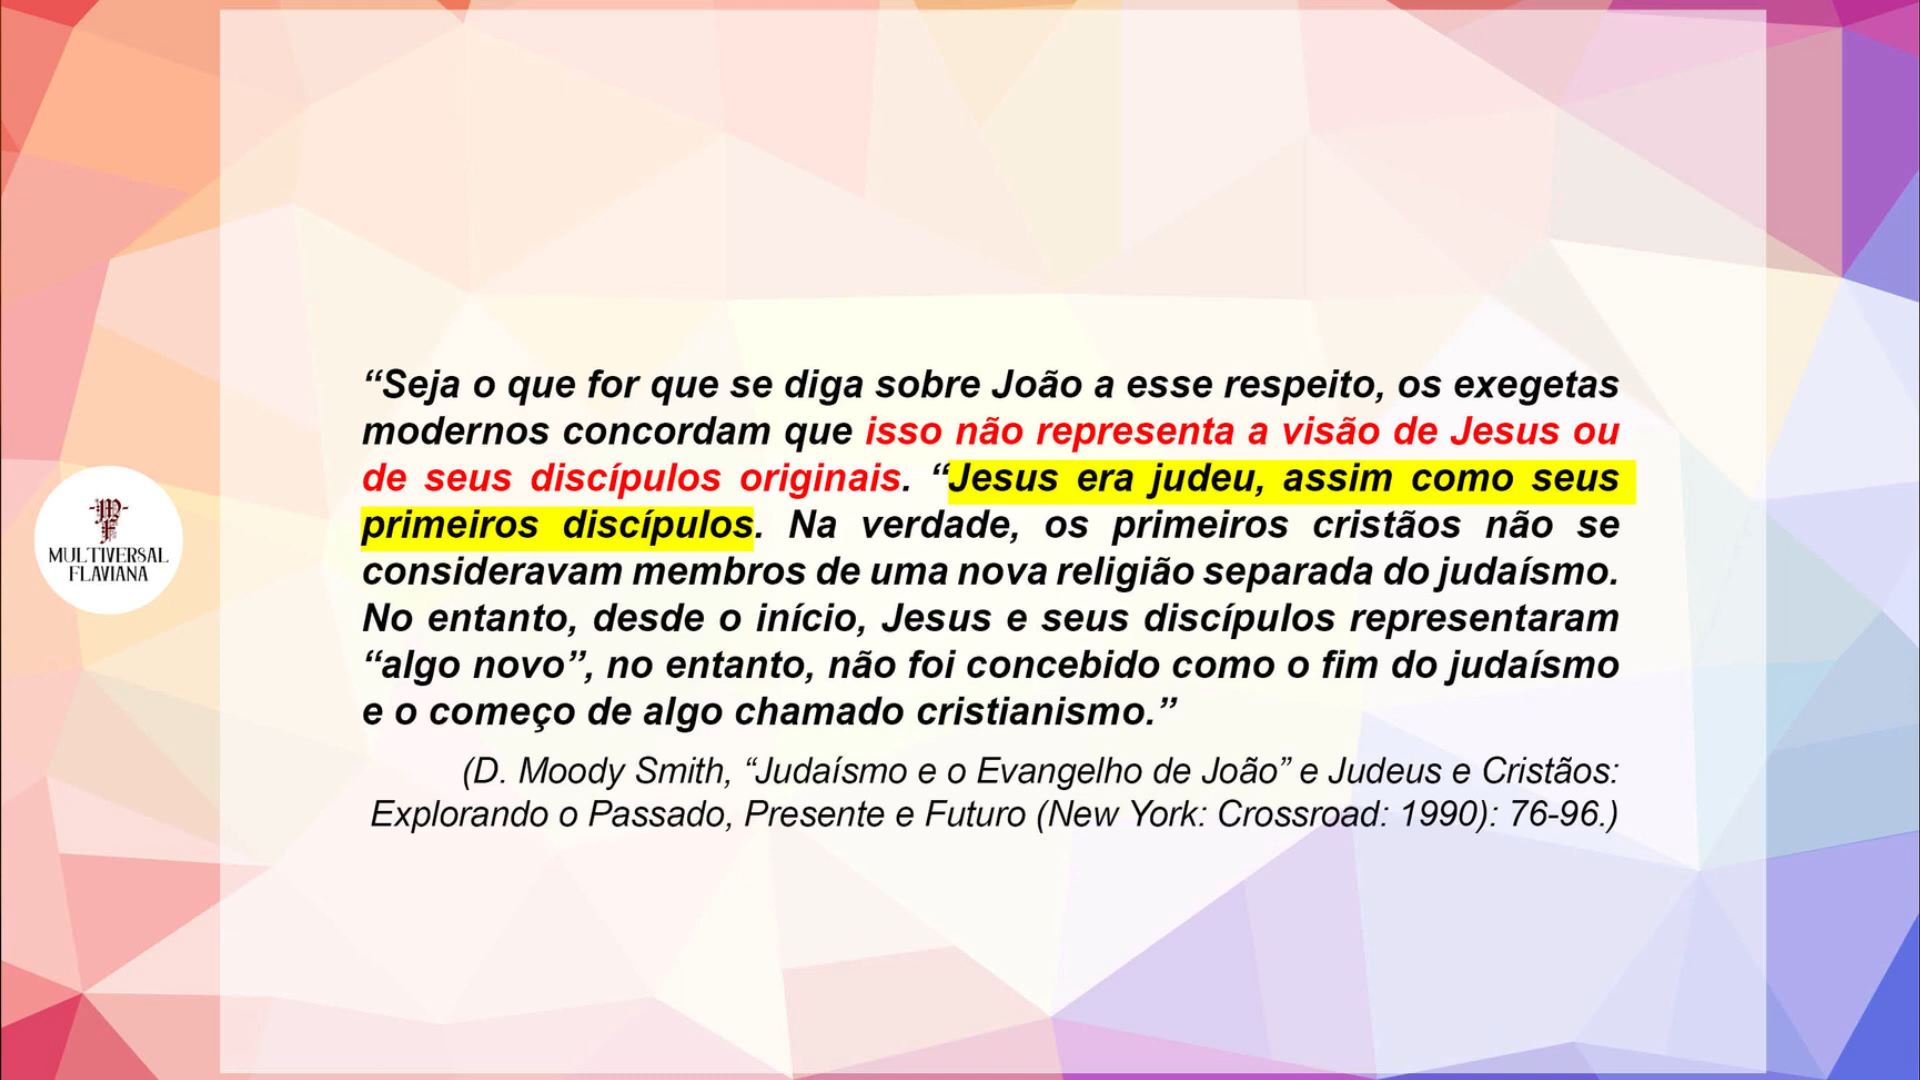 “Seja o que for que se diga sobre João a esse respeito, os exegetas
modernos concordam que isso não representa a visão de Jesus ou
de seus discípulos originais. “Jesus era judeu, assim como seus
primeiros discípulos. Na verdade, os primeiros cristãos não se
consideravam membros de uma nova religião separada do judaísmo.
No entanto, desde o início, Jesus e seus discípulos representaram
“algo novo”, no entanto, não foi concebido como o fim do judaísmo
e o começo de algo chamado cristianismo.”
(D. Moody Smith, “Judaísmo e o Evangelho de João” e Judeus e Cristãos:
Explorando o Passado, Presente e Futuro (New York: Crossroad: 1990): 76-96.)
MF
MULTIVERSAL
FLAVIANA